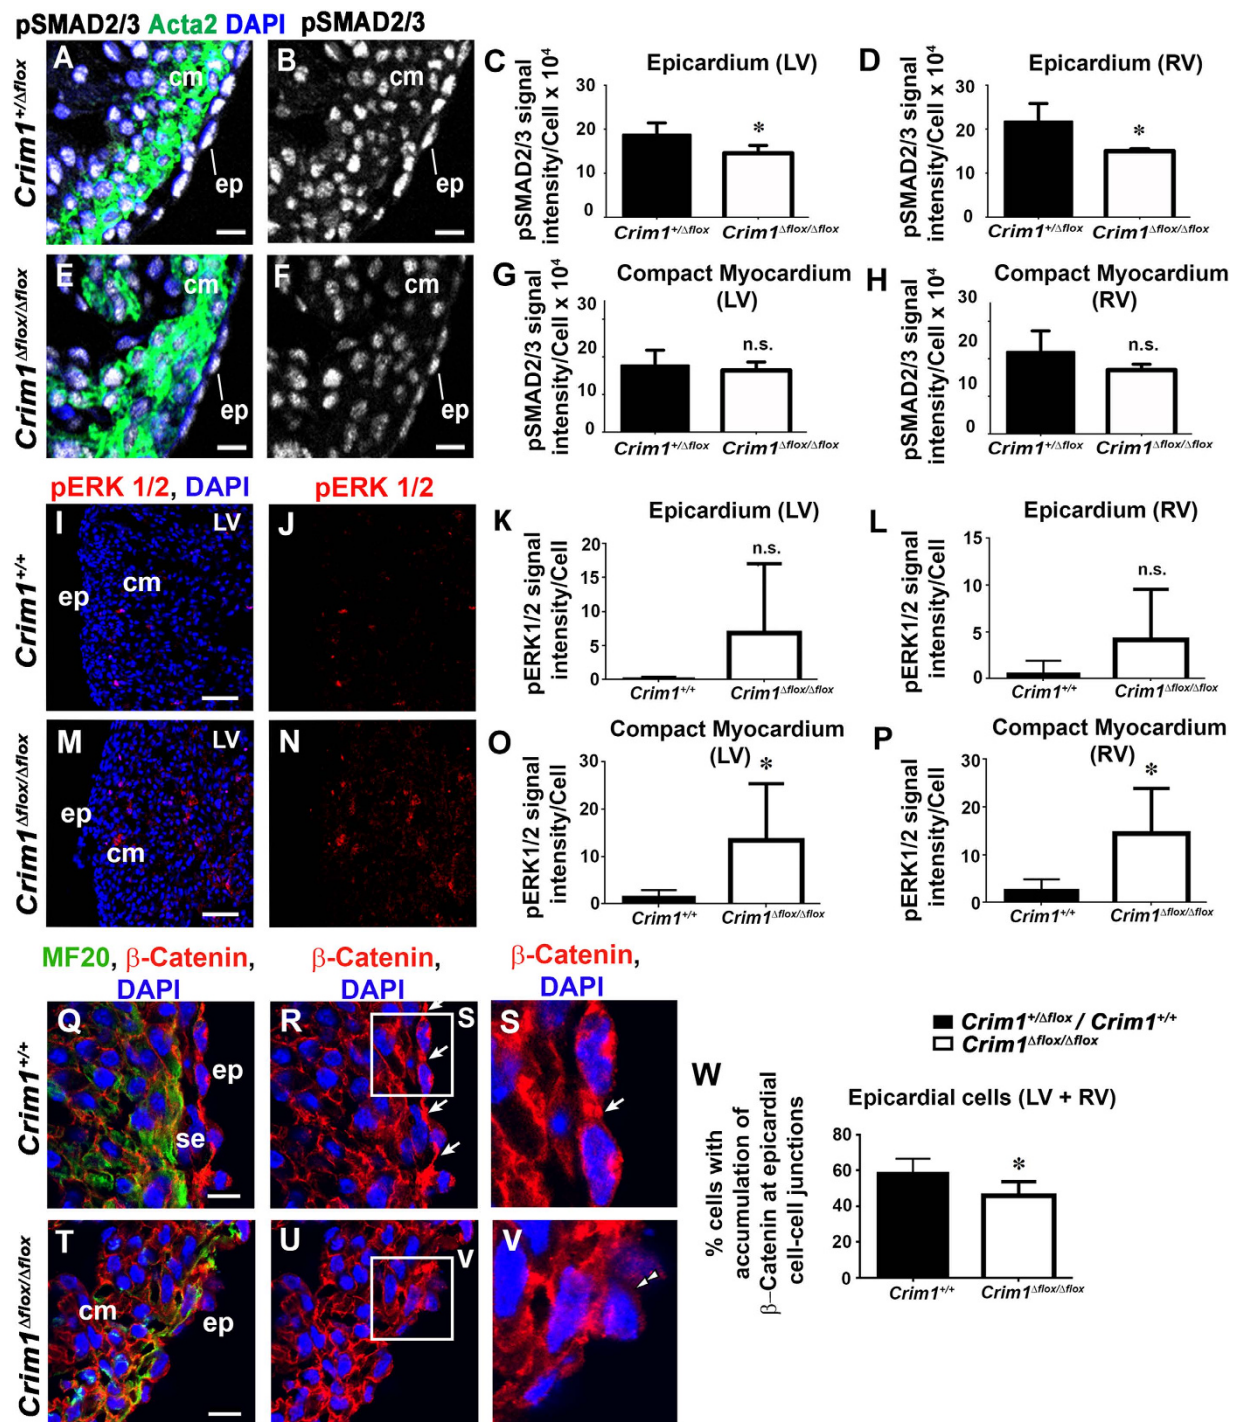 pSMAD2/3 Acta2 DAPI pSMAD2/3
Crim1+/Δflox
A
cm
ep
B
cm
ep
C Epicardium (LV)
pSMAD2/3 signal
intensity/Cell x 10⁴
30
20
10
0
*
Crim1+/Δflox Crim1Δflox/Δflox
D Epicardium (RV)
pSMAD2/3 signal
intensity/Cell x 10⁴
30
20
10
0
*
Crim1+/Δflox Crim1Δflox/Δflox
Crim1Δflox/Δflox
E
cm
ep
F
cm
ep
G Compact Myocardium
(LV)
pSMAD2/3 signal
intensity/Cell x 10⁴
30
20
10
0
n.s.
Crim1+/Δflox Crim1Δflox/Δflox
H Compact Myocardium
(RV)
pSMAD2/3 signal
intensity/Cell x 10⁴
30
20
10
0
n.s.
Crim1+/Δflox Crim1Δflox/Δflox
pERK 1/2, DAPI pERK 1/2
Crim1+/+
I LV
ep cm
J
K Epicardium (LV)
pERK1/2 signal
intensity/Cell
20
15
10
5
0
n.s.
Crim1+/+ Crim1Δflox/Δflox
L Epicardium (RV)
pERK1/2 signal
intensity/Cell
15
10
5
0
n.s.
Crim1+/+ Crim1Δflox/Δflox
Crim1Δflox/Δflox
M LV
ep
cm
N
O Compact Myocardium
(LV)
pERK1/2 signal
intensity/Cell
30
20
10
0
*
Crim1+/+ Crim1Δflox/Δflox
P Compact Myocardium
(RV)
pERK1/2 signal
intensity/Cell
30
20
10
0
*
Crim1+/+ Crim1Δflox/Δflox
MF20, β-Catenin, β-Catenin, β-Catenin,
DAPI DAPI DAPI
Crim1+/+
Q
ep
se
R S
S
Crim1+/Δflox / Crim1+/+
Crim1Δflox/Δflox
Crim1Δflox/Δflox
T
cm
ep
U
V
V
W Epicardial cells (LV + RV)
% cells with
accumulation of
β-Catenin at epicardial
cell-cell junctions
80
60
40
20
0
*
Crim1+/+ Crim1Δflox/Δflox